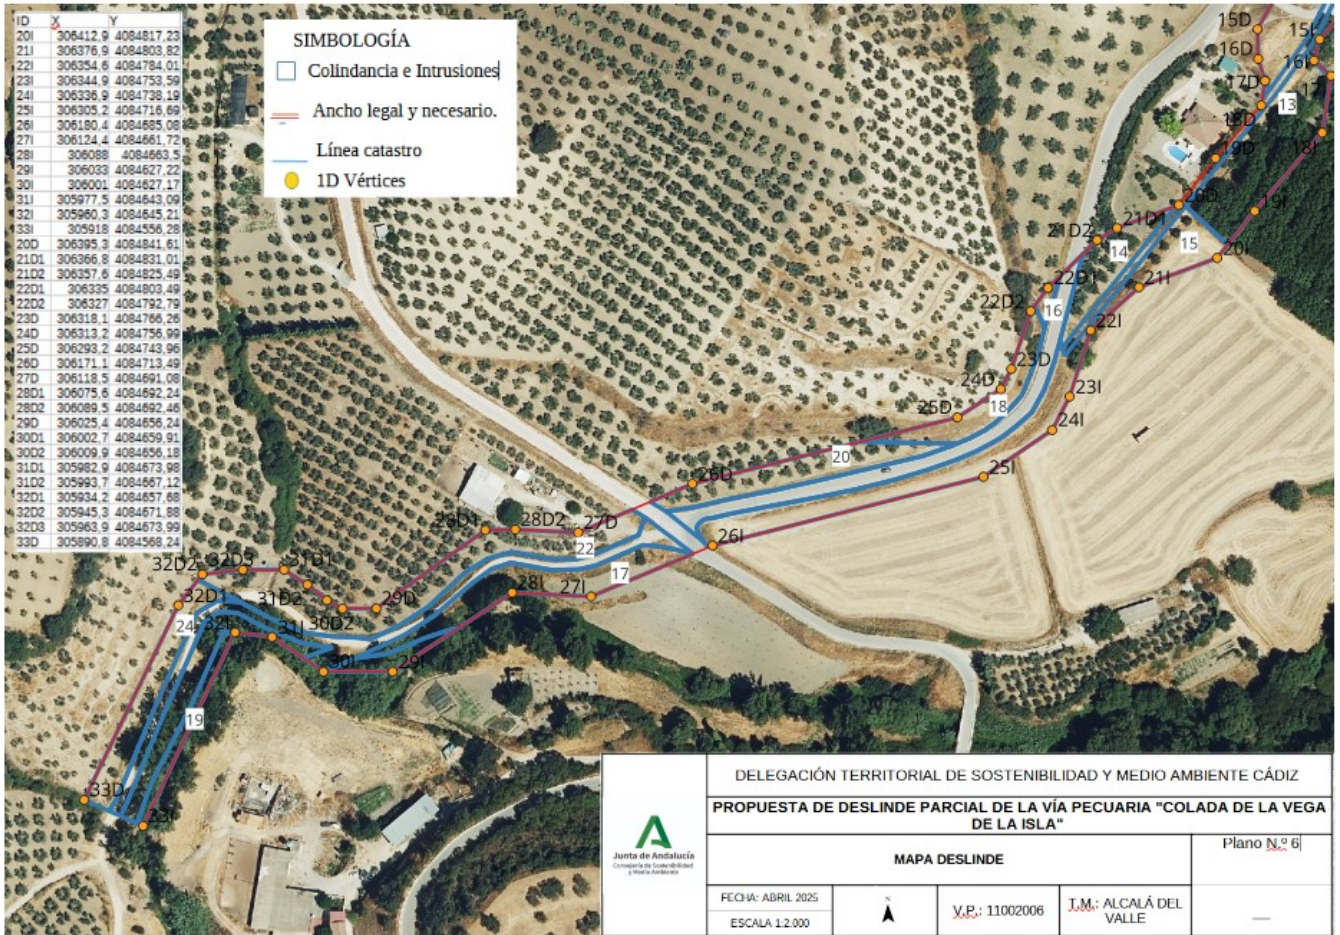 ID X Y
20I 306412,9 4084817,23
21I 306376,9 4084803,82
22I 306354,6 4084784,01
23I 306344,9 4084753,59
24I 306336,9 4084738,19
25I 306305,2 4084716,69
26I 306180,4 4084685,08
27I 306124,4 4084661,72
28I 306088 4084663,5
29I 306033 4084627,22
30I 306001 4084627,17
31I 305977,5 4084643,09
32I 305960,3 4084645,21
33I 305918 4084556,28
20D 306395,3 4084841,61
21D1 306366,8 4084831,01
21D2 306357,6 4084825,49
22D1 306335 4084803,49
22D2 306327 4084792,79
23D 306318,1 4084766,26
24D 306313,2 4084756,99
25D 306293,2 4084743,96
26D 306171,1 4084713,49
27D 306118,5 4084691,08
28D1 306075,6 4084692,24
28D2 306089,5 4084692,46
29D 306025,4 4084656,24
30D1 306002,7 4084659,91
30D2 306009,9 4084656,18
31D1 305982,9 4084673,98
31D2 305993,7 4084667,12
32D1 305934,2 4084657,68
32D2 305945,3 4084671,88
32D3 305963,9 4084673,99
33D 305890,8 4084568,24
SIMBOLOGÍA
Colindancia e Intrusiones
Ancho legal y necesario.
Línea catastro
1D Vértices
15D
15I
16D
16I
17D
17I
13
18D
18I
19D
19I
20D
21D1
21D2
14
15
20I
22D1
21I
22D2
16
22I
23D
24D
23I
18
25D
24I
20
25I
26D
28D1
28D2
27D
26I
22
17
32D2
32D3
31D1
28I
27I
32D1
31D2
29D
24
32I
31I
30D2
30I
29I
19
33D
33I
DELEGACIÓN TERRITORIAL DE SOSTENIBILIDAD Y MEDIO AMBIENTE CÁDIZ
PROPUESTA DE DESLINDE PARCIAL DE LA VÍA PECUARIA "COLADA DE LA VEGA
DE LA ISLA"
Junta de Andalucía
Consejería de Sostenibilidad
y Medio Ambiente
MAPA DESLINDE
Plano N.º 6
FECHA: ABRIL 2025
ESCALA 1:2.000
N
V.P.: 11002006
T.M.: ALCALÁ DEL
VALLE